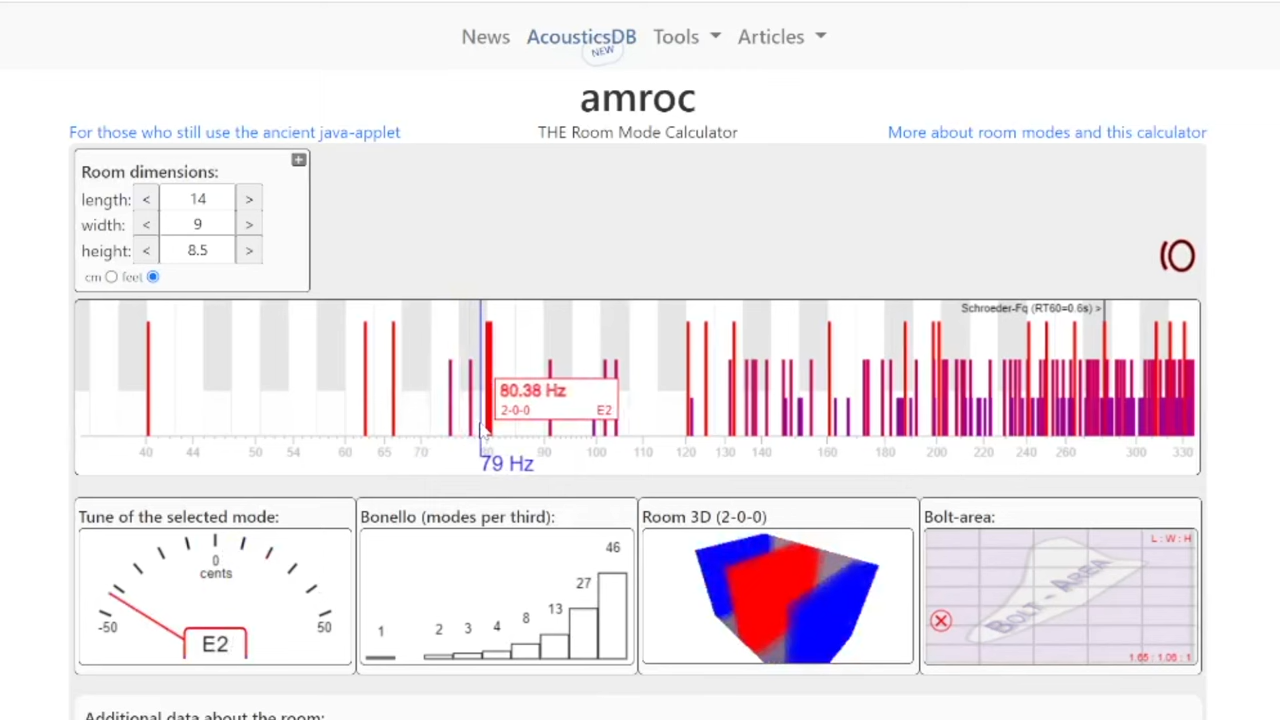 News AcousticsDB Tools Articles
NEW
amroc
For those who still use the ancient java-applet THE Room Mode Calculator More about room modes and this calculator
Room dimensions:
length: < 14 >
width: < 9 >
height: < 8.5 >
cm feet
Schroeder-Fq (RT60=0.6s) >
80.38 Hz
2-0-0 E2
40 44 50 54 60 65 70 90 100 110 120 130 140 160 180 200 220 240 260 300 330
79 Hz
Tune of the selected mode: Bonello (modes per third): Room 3D (2-0-0) Bolt-area:
0
cents
-50 50
E2
1 2 3 4 8 13 27 46
L : W : H
BOLT - AREA
1.65 : 1.06 : 1
Additional data about the room: